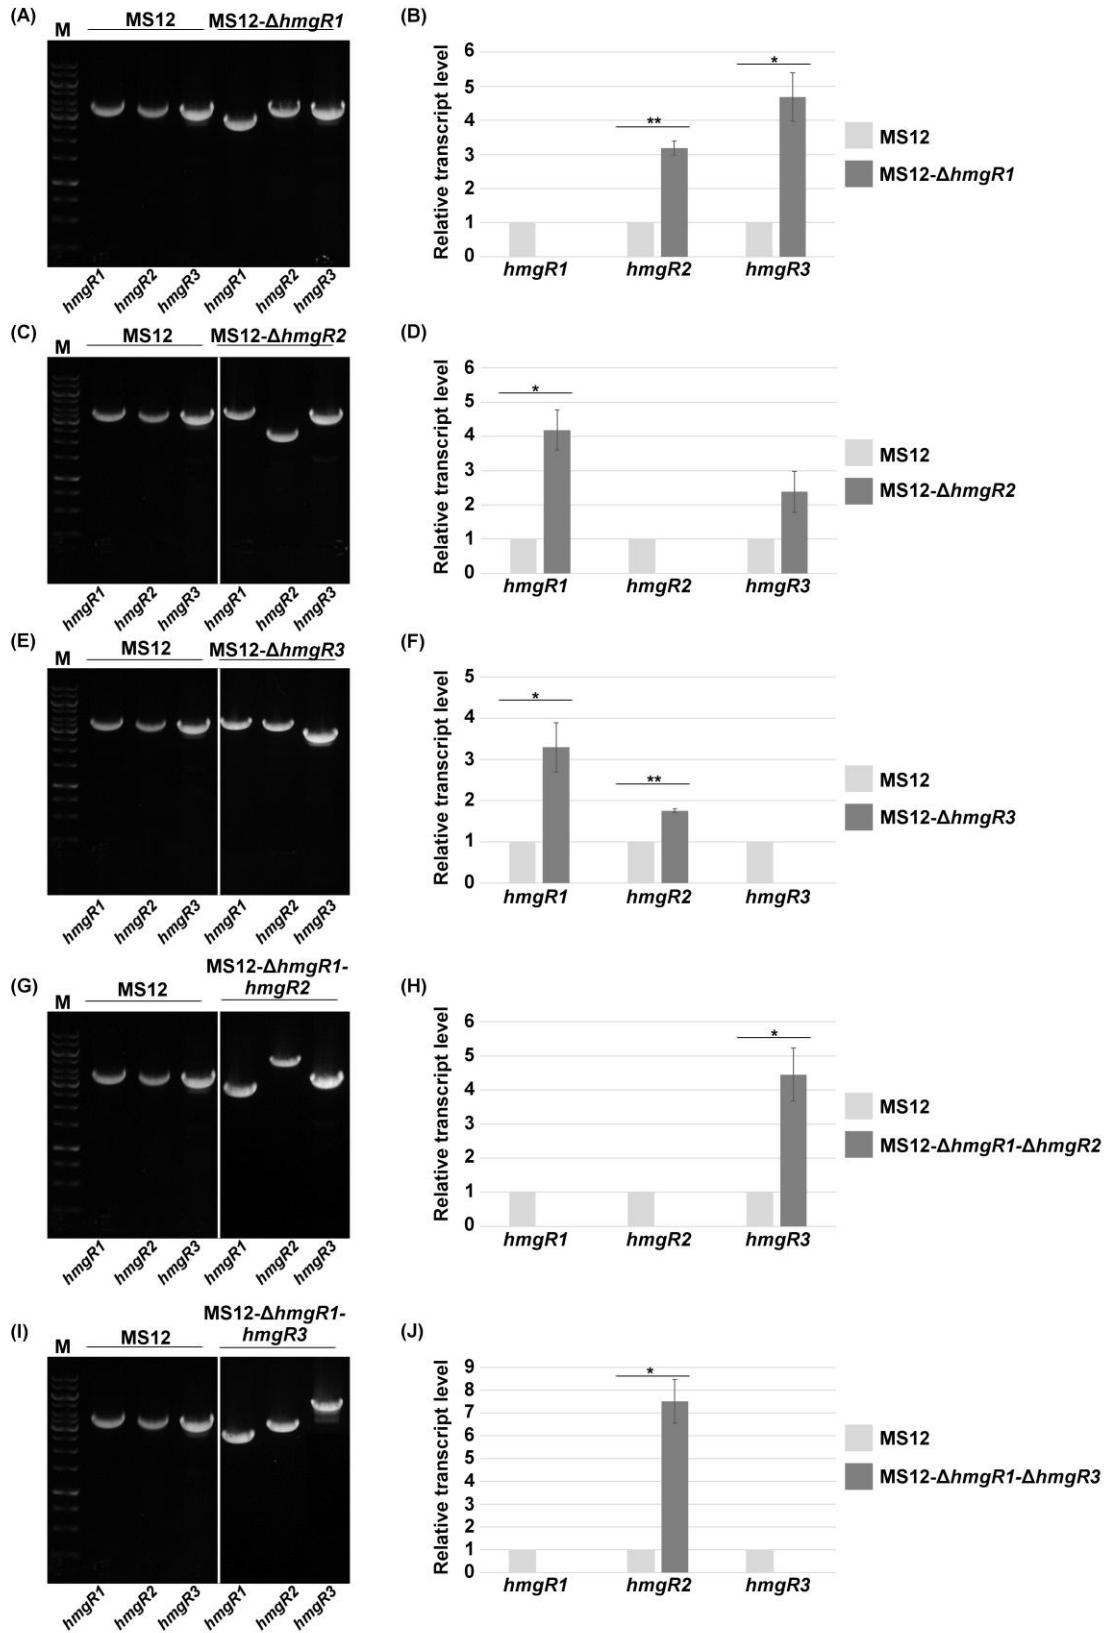 (A)
M
MS12
MS12-ΔhmgR1
hmgR1
hmgR2
hmgR3
hmgR1
hmgR2
hmgR3
(B)
Relative transcript level
6
5
4
3
2
1
0
**
*
hmgR1
hmgR2
hmgR3
MS12
MS12-ΔhmgR1
(C)
M
MS12
MS12-ΔhmgR2
hmgR1
hmgR2
hmgR3
hmgR1
hmgR2
hmgR3
(D)
Relative transcript level
6
5
4
3
2
1
0
*
hmgR1
hmgR2
hmgR3
MS12
MS12-ΔhmgR2
(E)
M
MS12
MS12-ΔhmgR3
hmgR1
hmgR2
hmgR3
hmgR1
hmgR2
hmgR3
(F)
Relative transcript level
5
4
3
2
1
0
*
**
hmgR1
hmgR2
hmgR3
MS12
MS12-ΔhmgR3
(G)
M
MS12
MS12-ΔhmgR1-
hmgR2
hmgR1
hmgR2
hmgR3
hmgR1
hmgR2
hmgR3
(H)
Relative transcript level
6
5
4
3
2
1
0
*
hmgR1
hmgR2
hmgR3
MS12
MS12-ΔhmgR1-ΔhmgR2
(I)
M
MS12
MS12-ΔhmgR1-
hmgR3
hmgR1
hmgR2
hmgR3
hmgR1
hmgR2
hmgR3
(J)
Relative transcript level
9
8
7
6
5
4
3
2
1
0
*
hmgR1
hmgR2
hmgR3
MS12
MS12-ΔhmgR1-ΔhmgR3